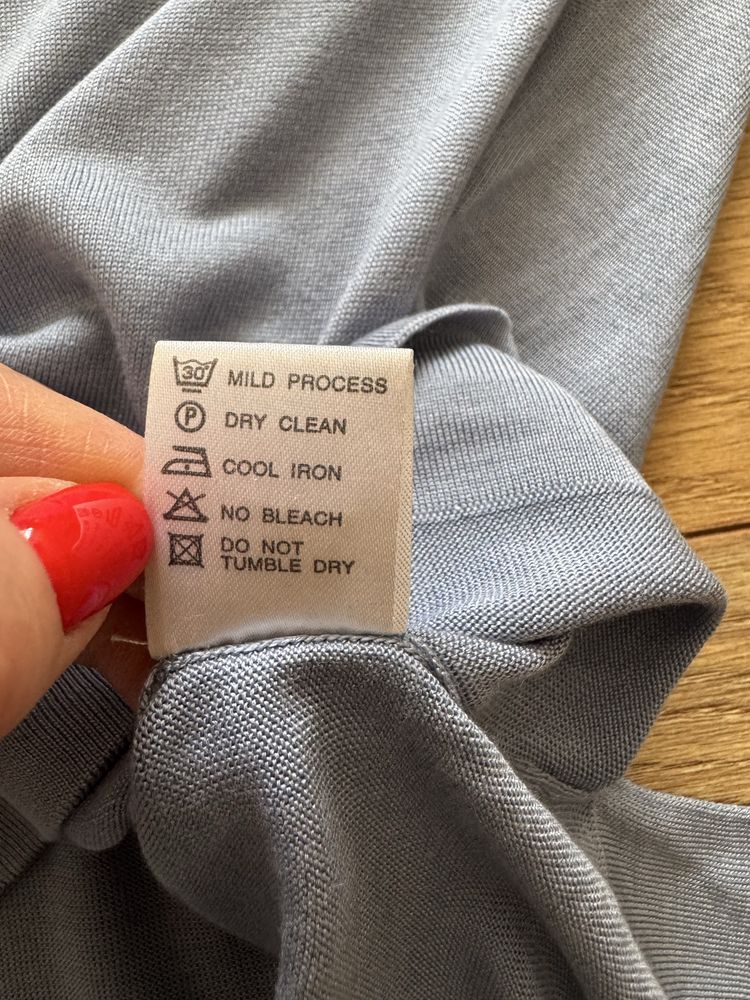 30° MILD PROCESS
P DRY CLEAN
COOL IRON
NO BLEACH
DO NOT
TUMBLE DRY